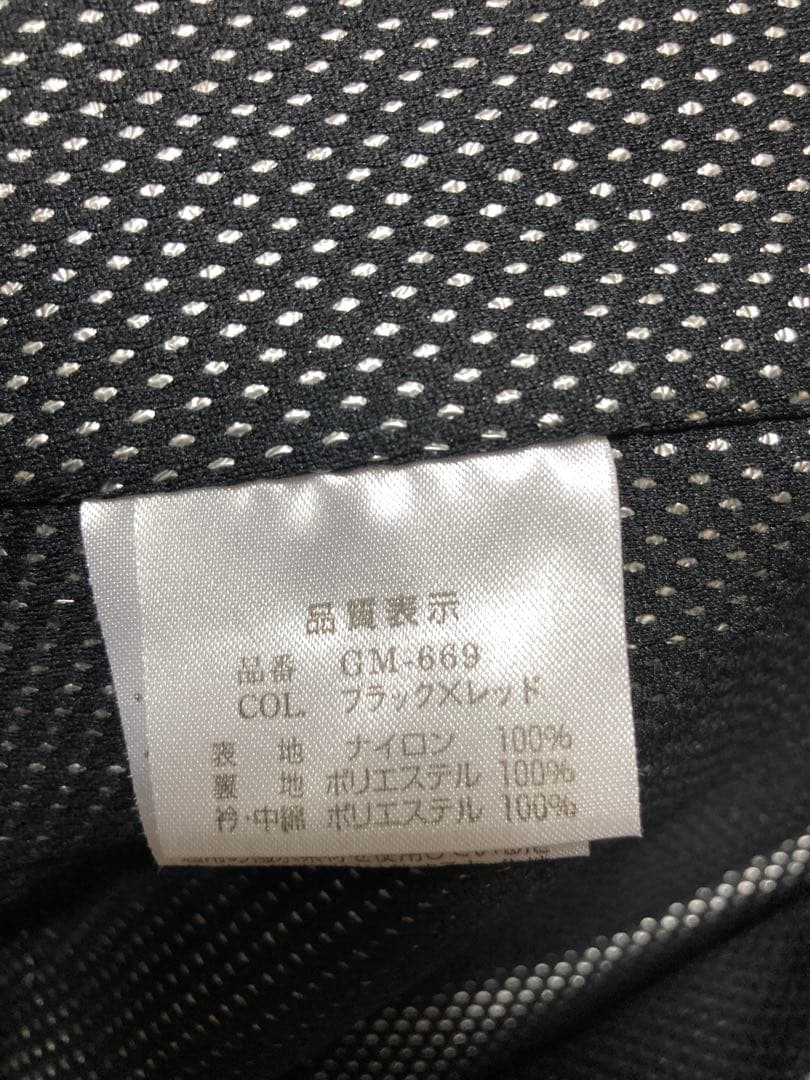 品質表示
品番 GM-669
COL. ブラック×レッド
表 地 ナイロン 100%
裏 地 ポリエステル 100%
衿・中綿 ポリエステル 100%